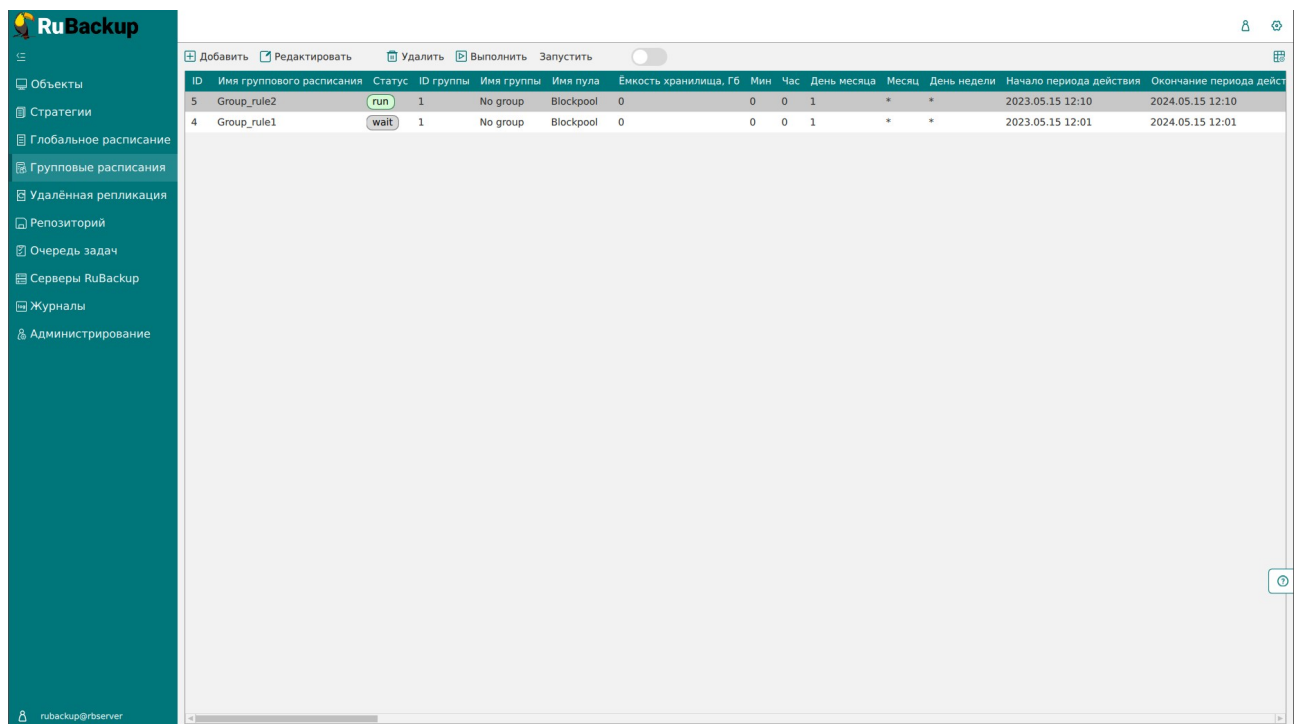 RuBackup
Добавить Редактировать Удалить Выполнить Запустить
Объекты
Стратегии
Глобальное расписание
Групповые расписания
Удалённая репликация
Репозиторий
Очередь задач
Серверы RuBackup
Журналы
Администрирование
rubackup@rbserver
ID Имя группового расписания Статус ID группы Имя группы Имя пула Ёмкость хранилища, Гб Мин Час День месяца Месяц День недели Начало периода действия Окончание периода дейст
5 Group_rule2 run 1 No group Blockpool 0 0 0 1 * * 2023.05.15 12:10 2024.05.15 12:10
4 Group_rule1 wait 1 No group Blockpool 0 0 0 1 * * 2023.05.15 12:01 2024.05.15 12:01